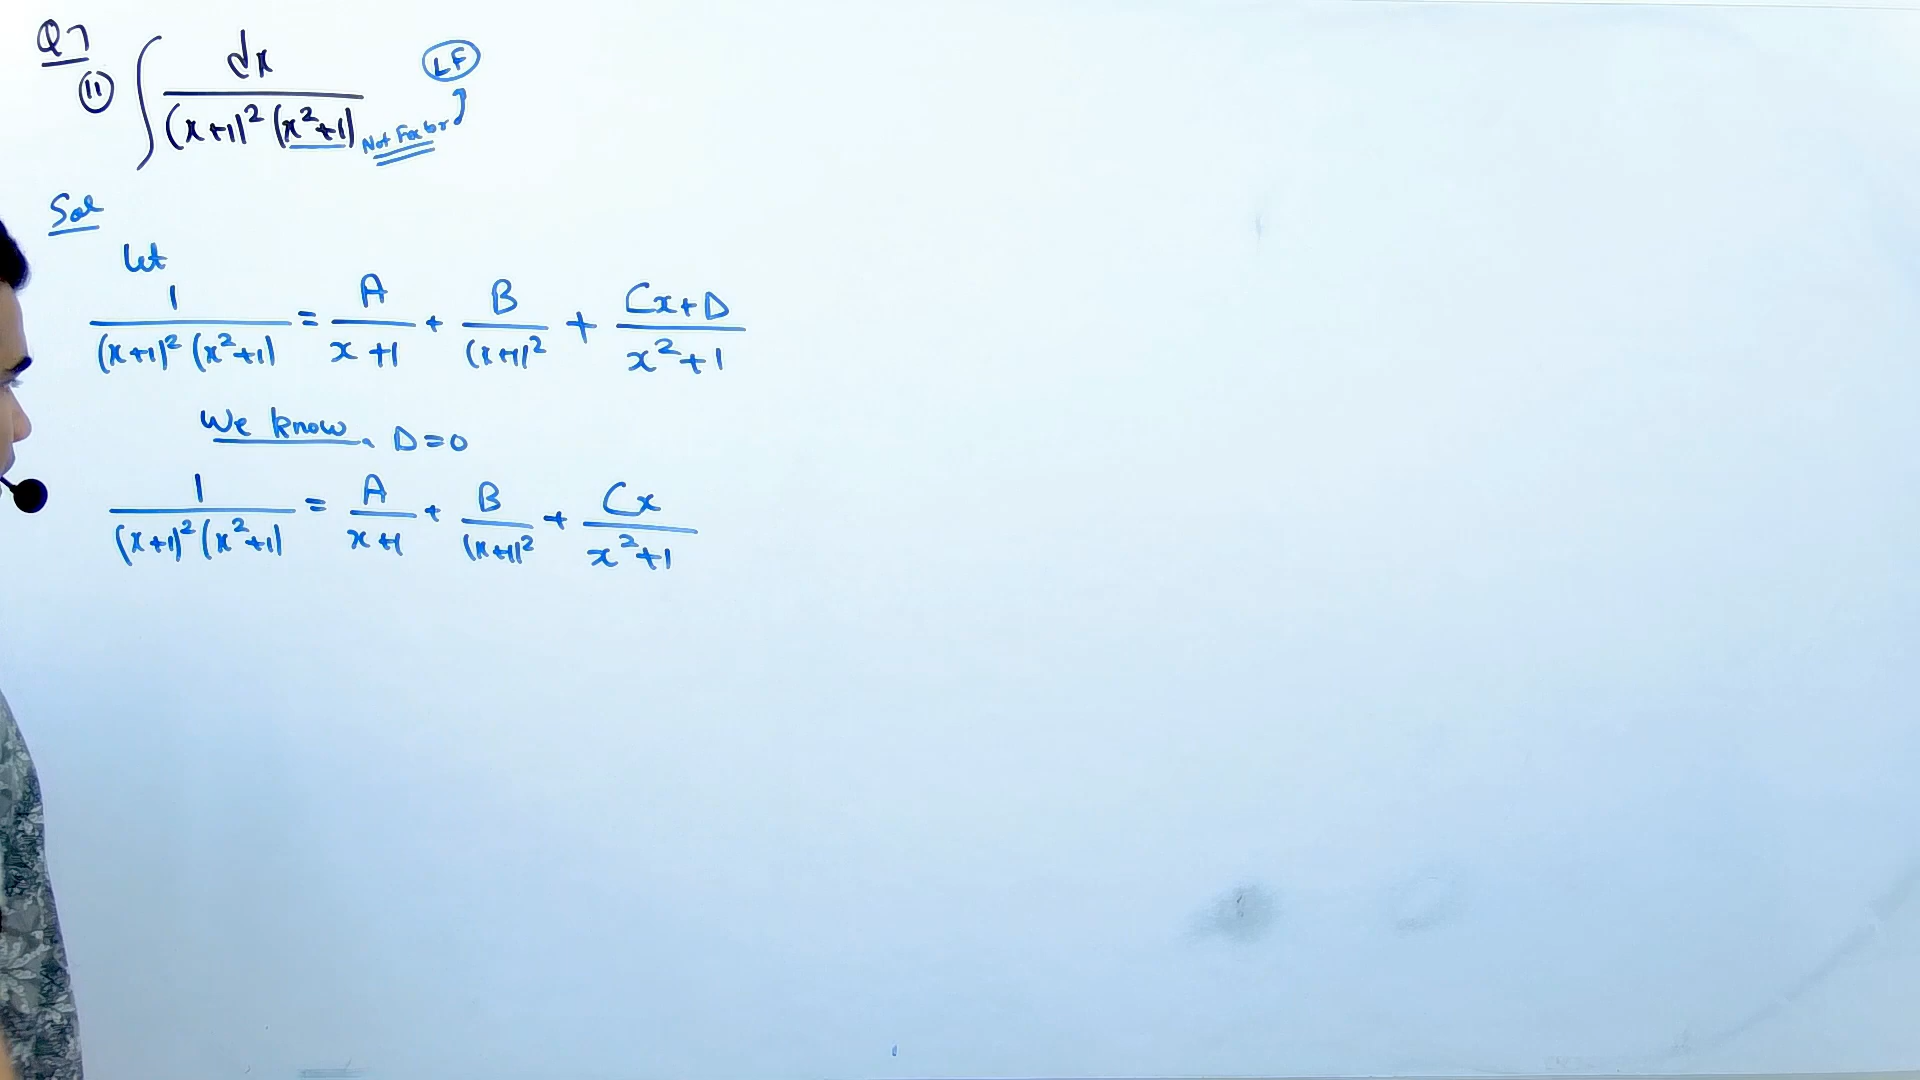 Q7
(11) ∫ dx / (x+1)² (x²+1) Not Factor LF
Sol
Let
1 / (x+1)² (x²+1) = A / x+1 + B / (x+1)² + Cx+D / x²+1
We know, D=0
1 / (x+1)² (x²+1) = A / x+1 + B / (x+1)² + Cx / x²+1